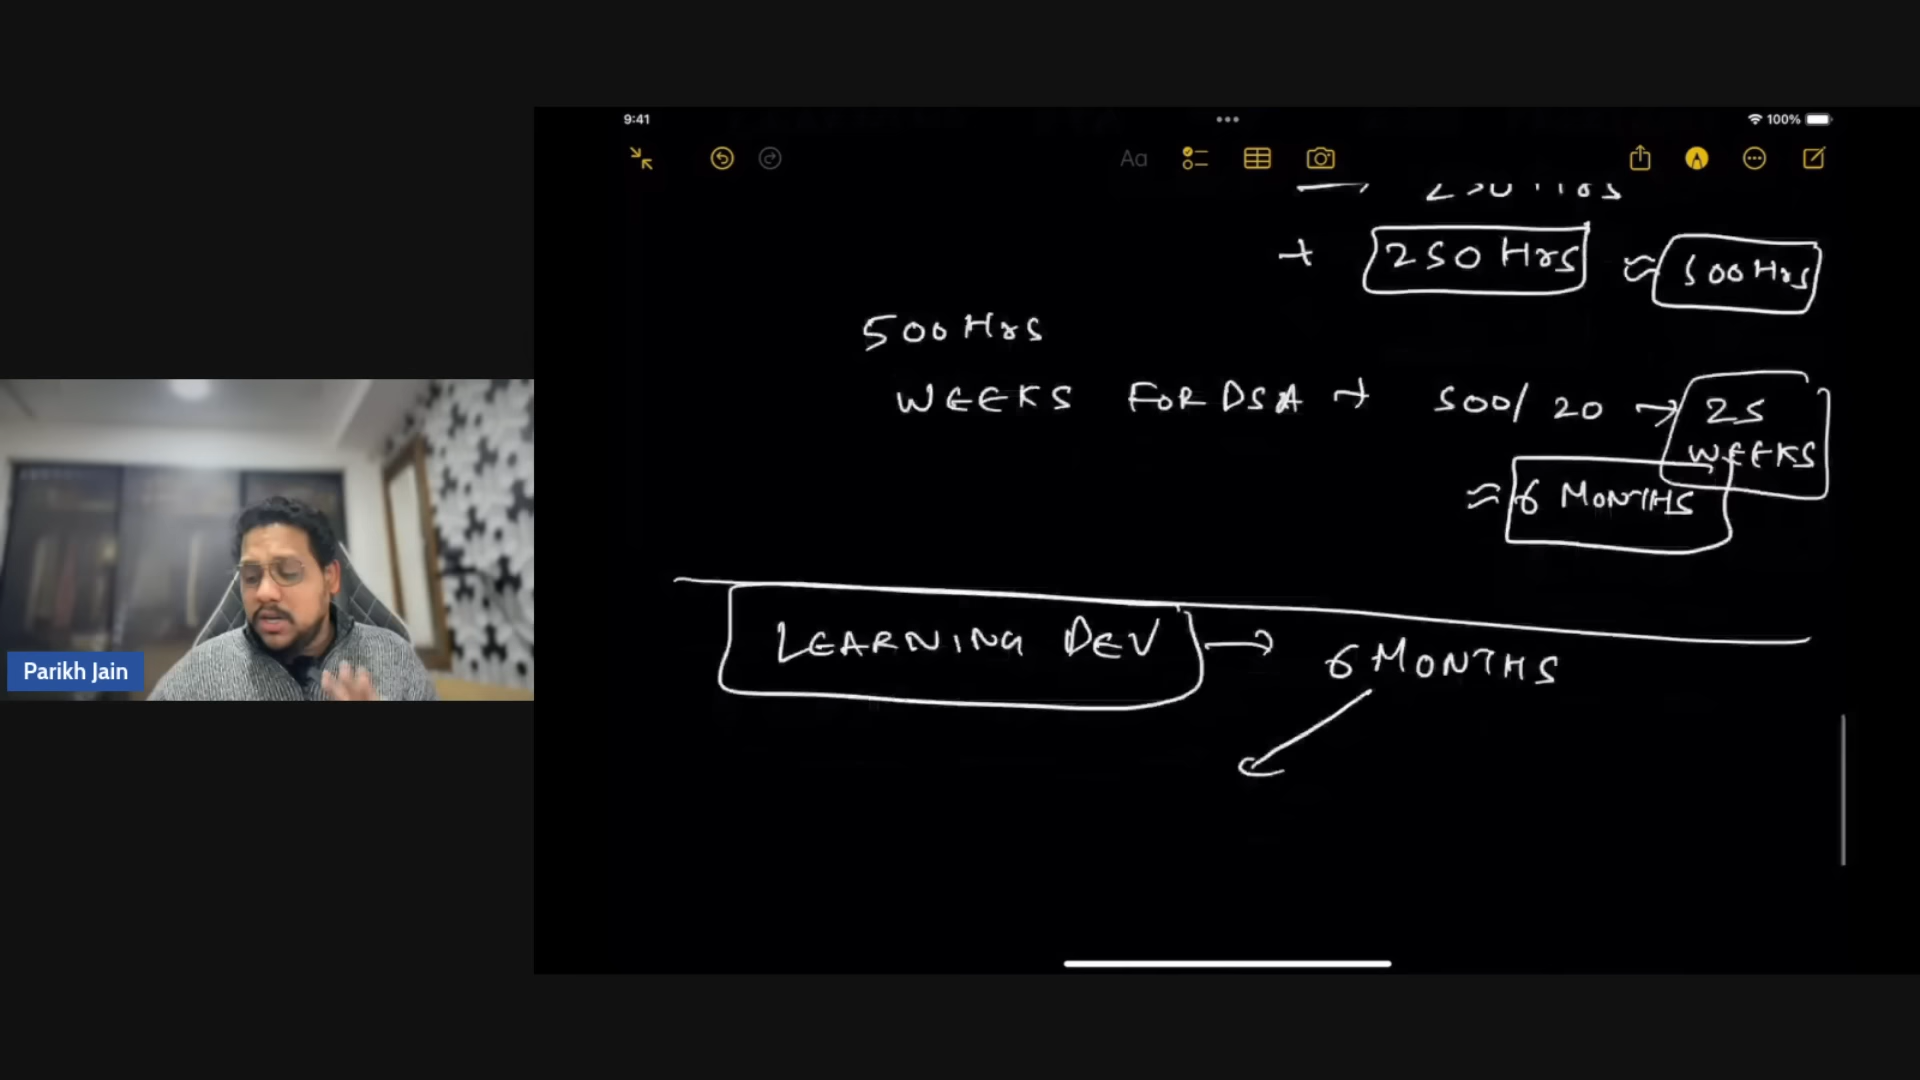 9:41
100%
Aa
+ 250 Hrs ≈ 500 Hrs
500 Hrs
WEEKS FOR DSA → 500/20 → 25
WEEKS
≈ 6 MONTHS
LEARNING DEV → 6 MONTHS
Parikh Jain